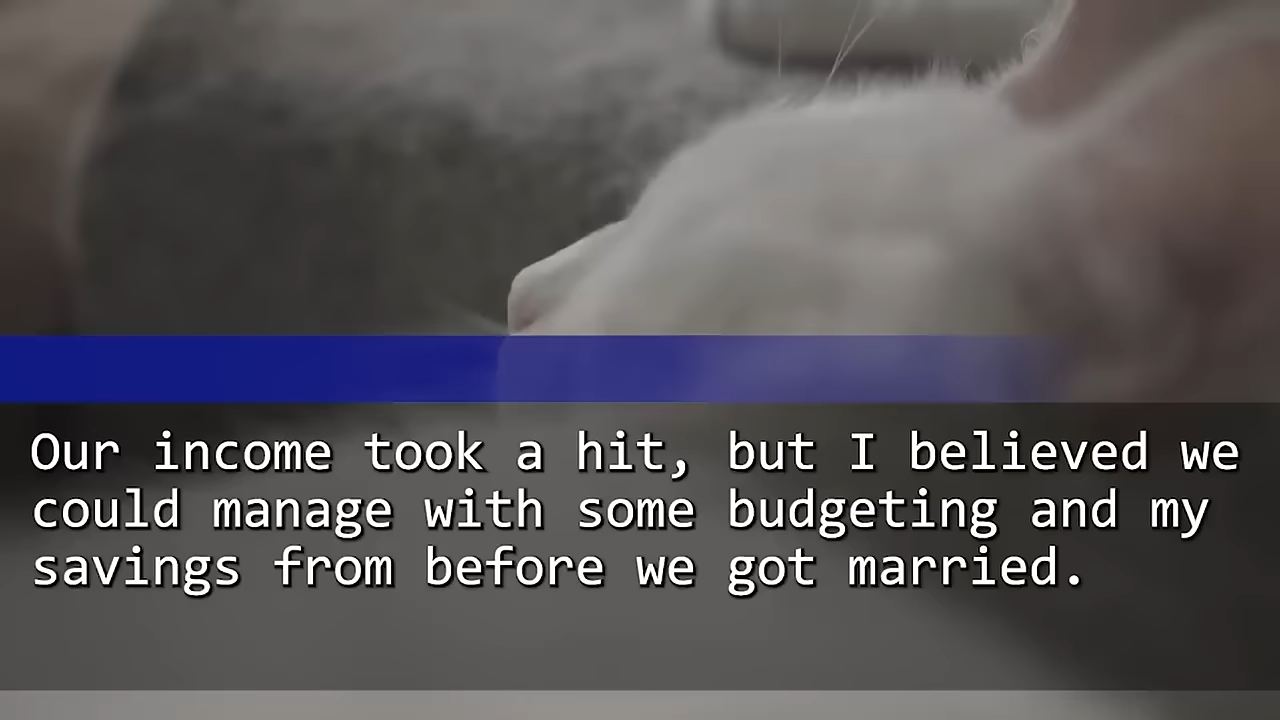 Our income took a hit, but I believed we
could manage with some budgeting and my
savings from before we got married.